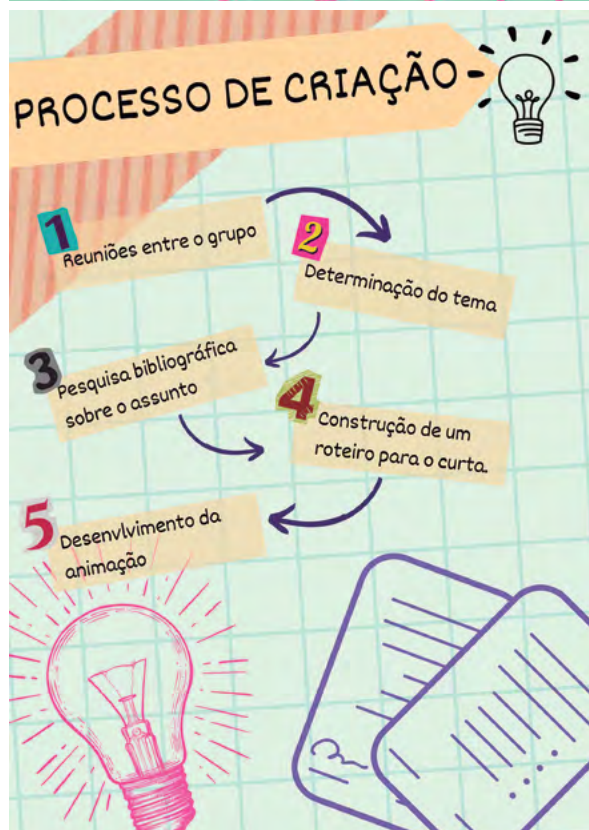 PROCESSO DE CRIAÇÃO
1
Reuniões entre o grupo
2
Determinação do tema
3
Pesquisa bibliográfica
sobre o assunto
4
Construção de um
roteiro para o curta.
5
Desenvlvimento da
animação